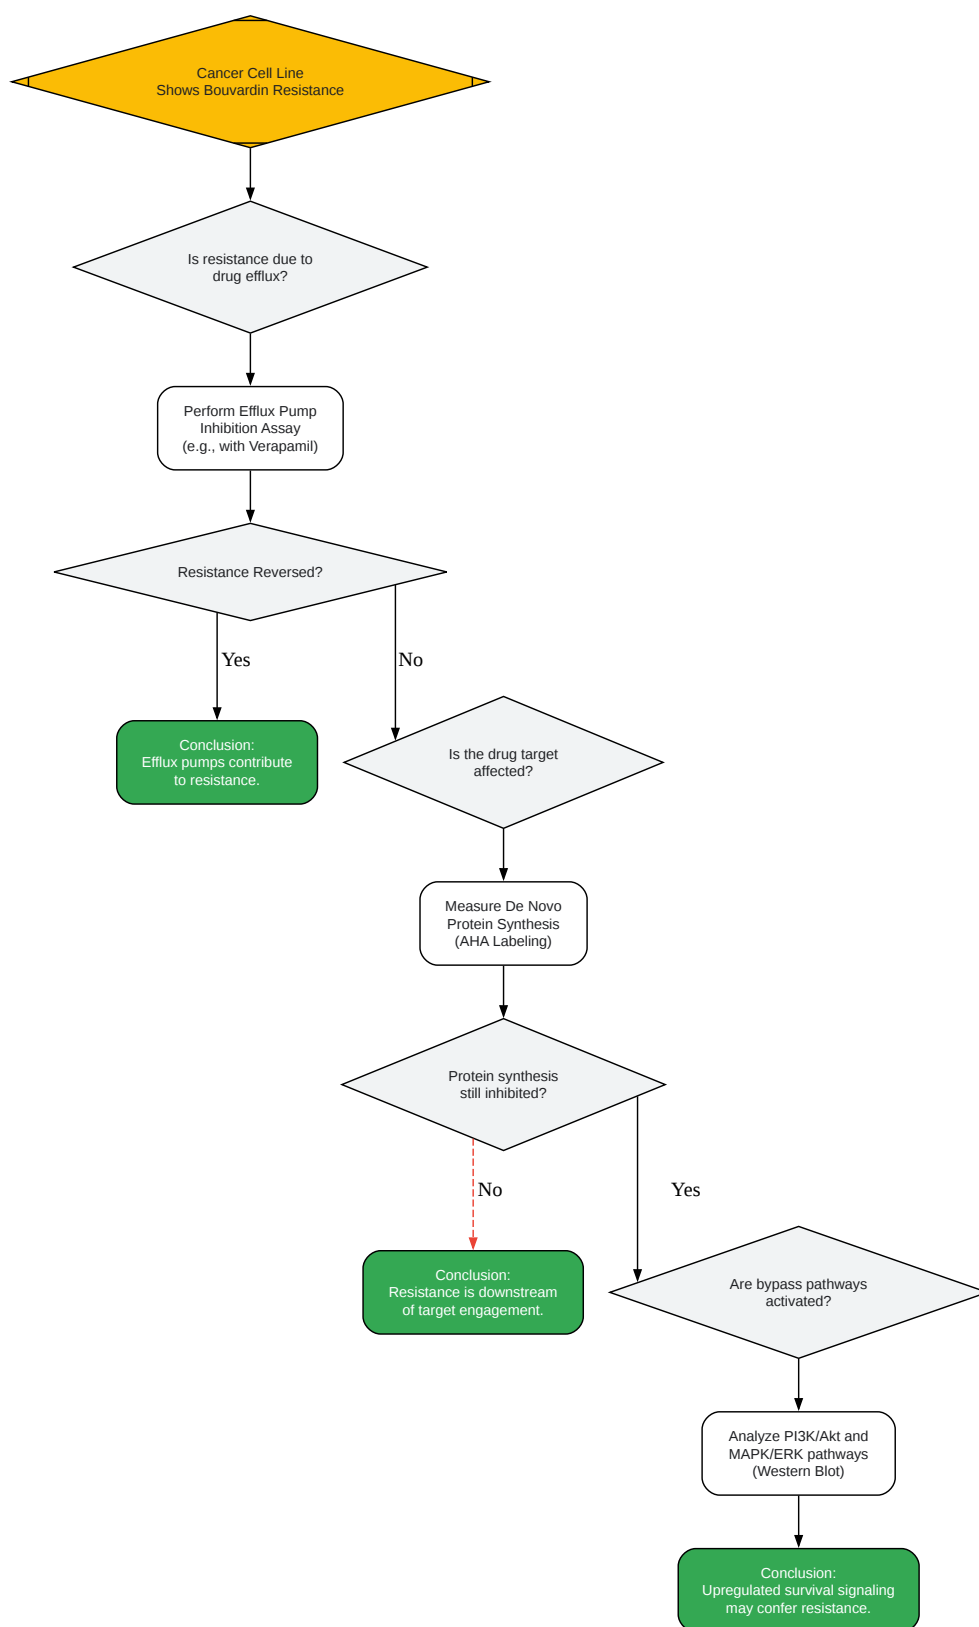 Cancer Cell Line
Shows Bouvardin Resistance
Is resistance due to
drug efflux?
Perform Efflux Pump
Inhibition Assay
(e.g., with Verapamil)
Resistance Reversed?
Yes
No
Conclusion:
Efflux pumps contribute
to resistance.
Is the drug target
affected?
Measure De Novo
Protein Synthesis
(AHA Labeling)
Protein synthesis
still inhibited?
No
Yes
Conclusion:
Resistance is downstream
of target engagement.
Are bypass pathways
activated?
Analyze PI3K/Akt and
MAPK/ERK pathways
(Western Blot)
Conclusion:
Upregulated survival signaling
may confer resistance.